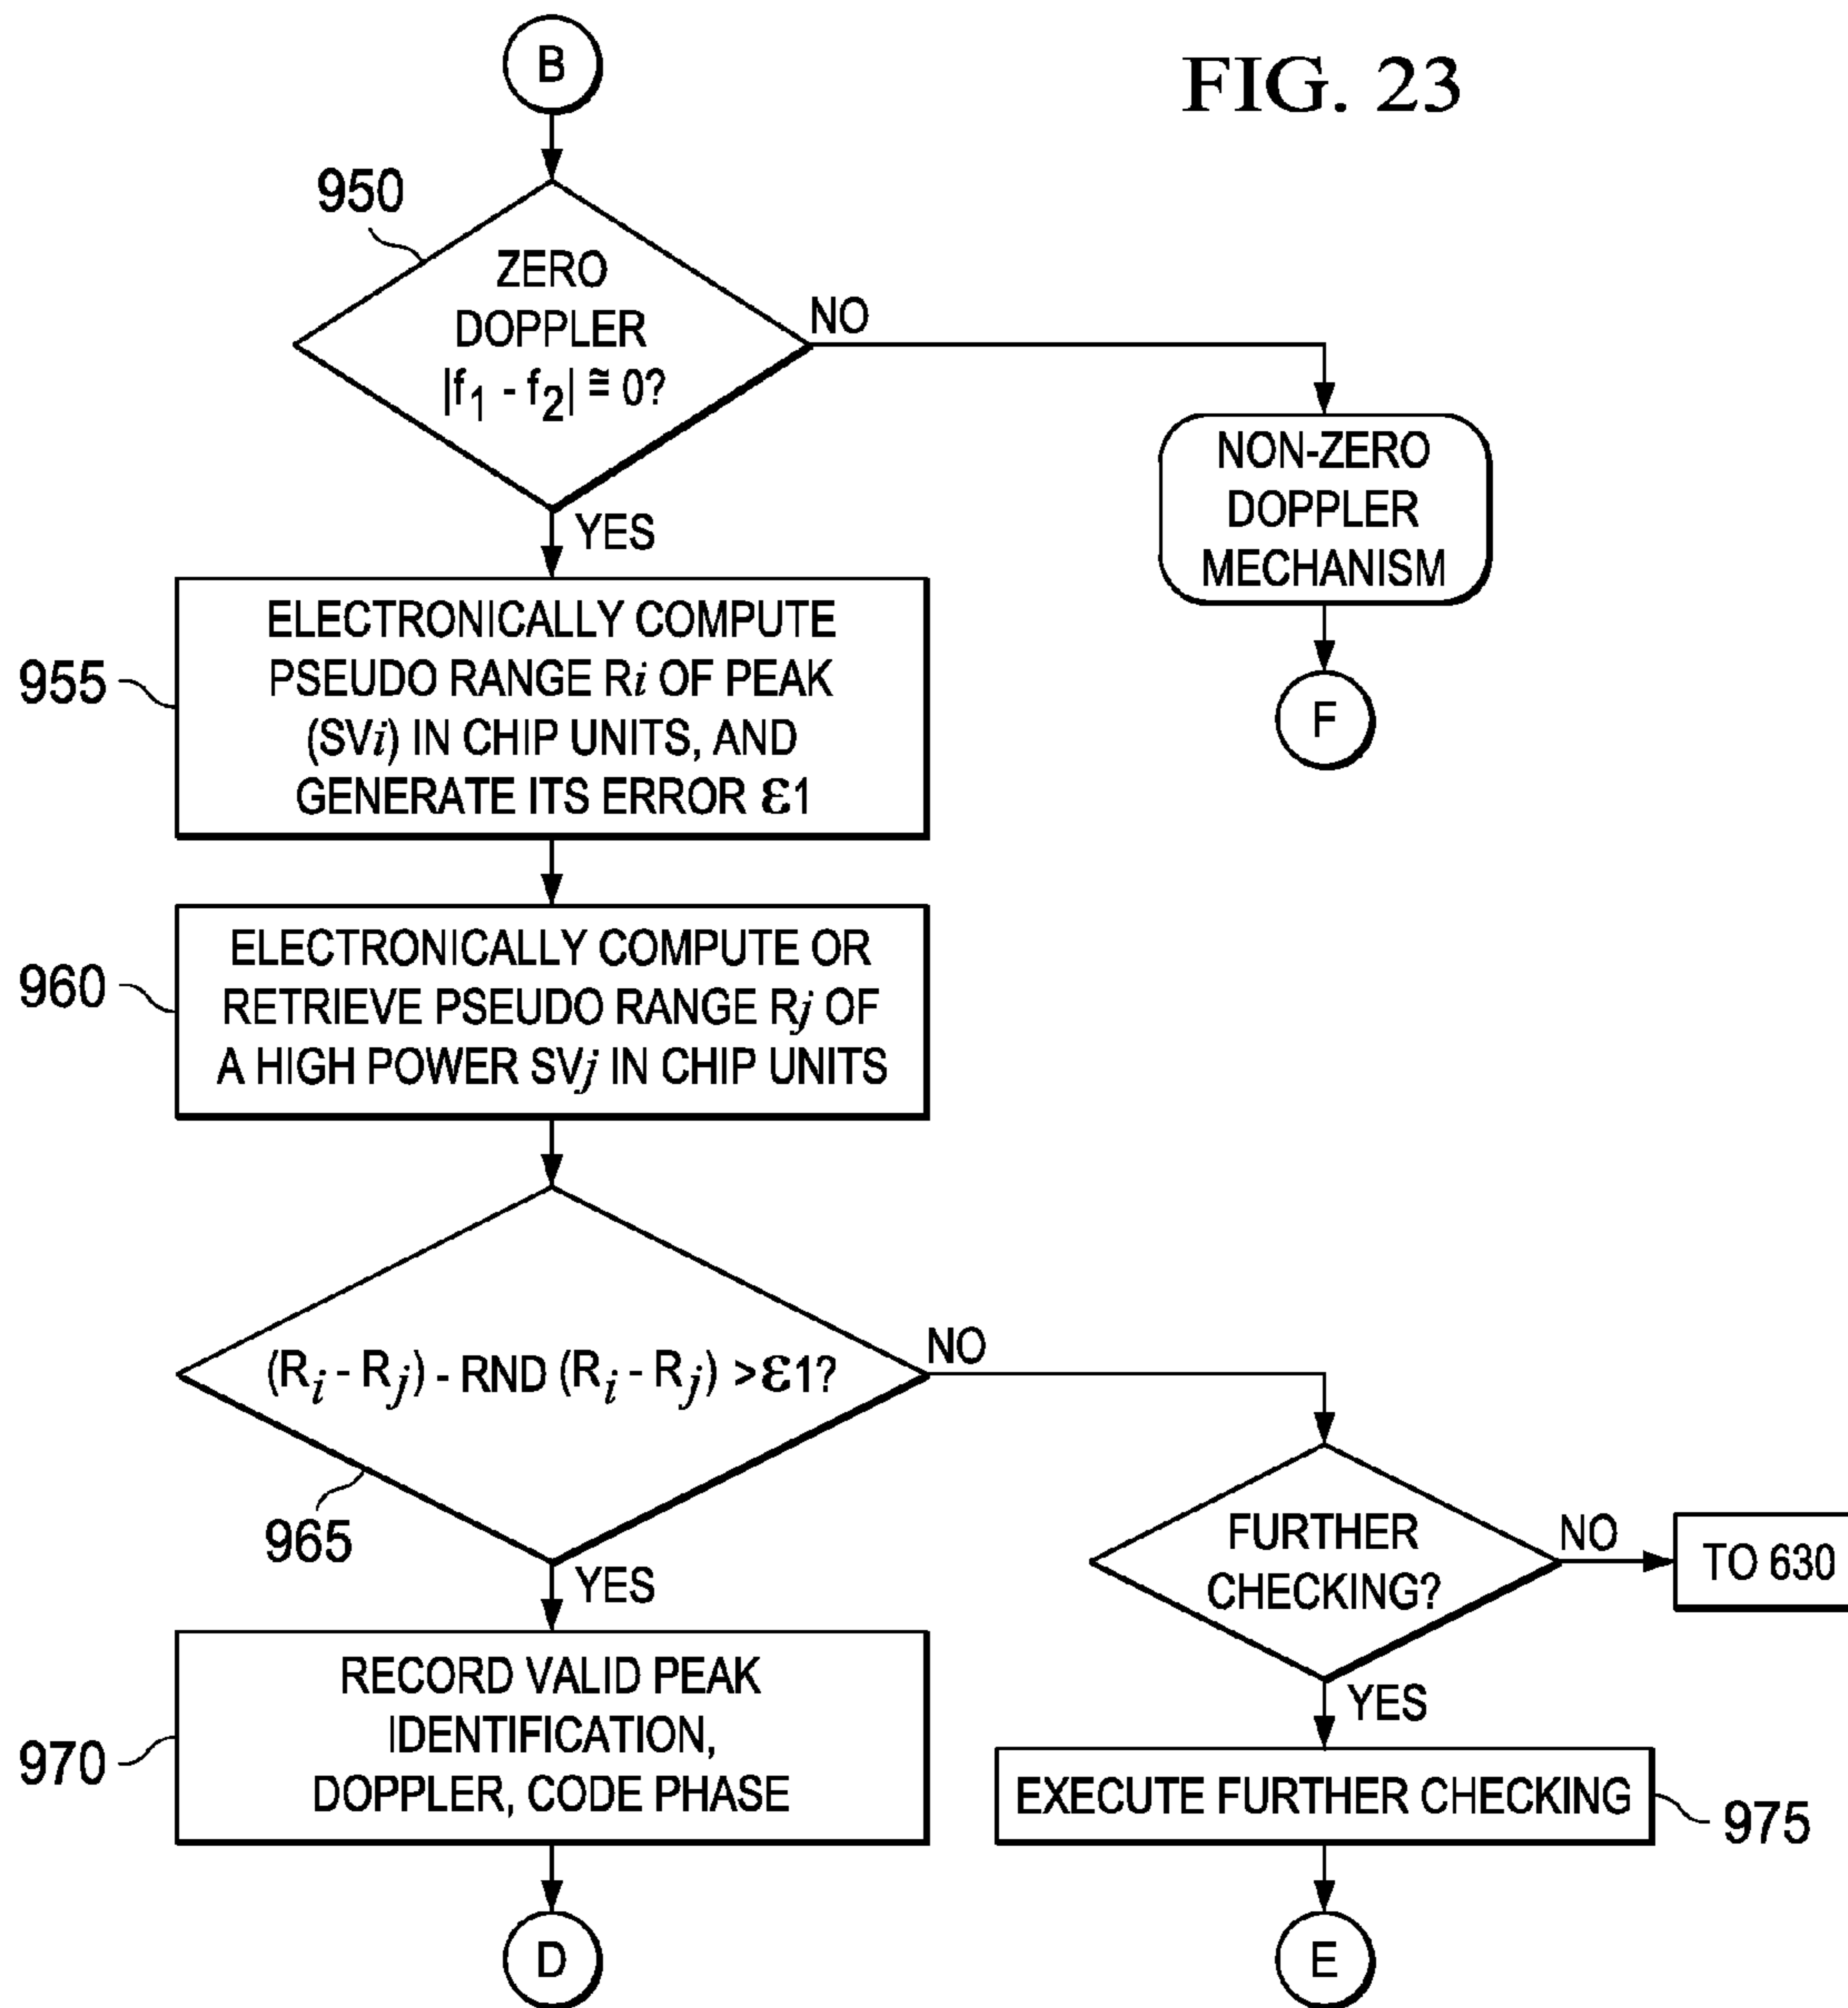 FIG. 23
B
950
ZERO
DOPPLER
|f1 - f2| ≅ 0?
NO
YES
NON-ZERO
DOPPLER
MECHANISM
F
955
ELECTRONICALLY COMPUTE
PSEUDO RANGE Ri OF PEAK
(SVi) IN CHIP UNITS, AND
GENERATE ITS ERROR ε1
960
ELECTRONICALLY COMPUTE OR
RETRIEVE PSEUDO RANGE Rj OF
A HIGH POWER SVj IN CHIP UNITS
(Ri - Rj) - RND (Ri - Rj) >ε1?
NO
965
YES
FURTHER
CHECKING?
NO
TO 630
YES
970
RECORD VALID PEAK
IDENTIFICATION,
DOPPLER, CODE PHASE
EXECUTE FURTHER CHECKING
975
D
E